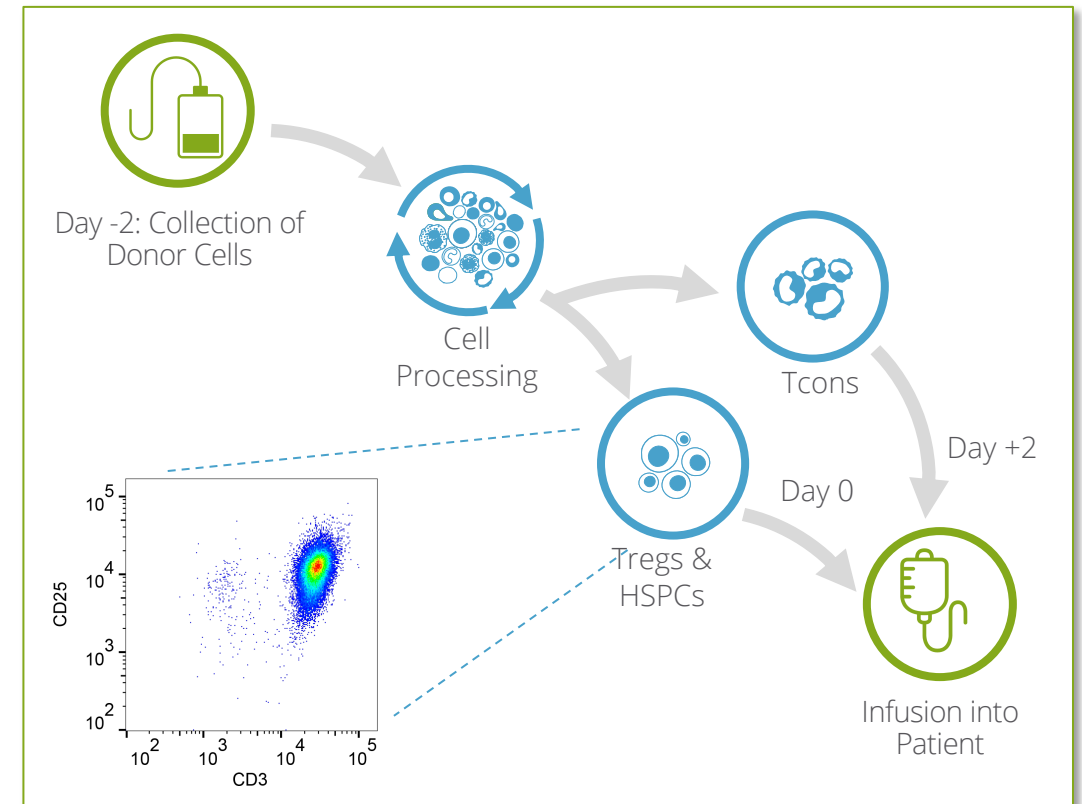 Day -2: Collection of
Donor Cells
Cell
Processing
Tcons
Day +2
Day 0
Tregs &
HSPCs
Infusion into
Patient
10^5
10^4
10^3
10^2
CD25
10^2 10^3 10^4 10^5
CD3